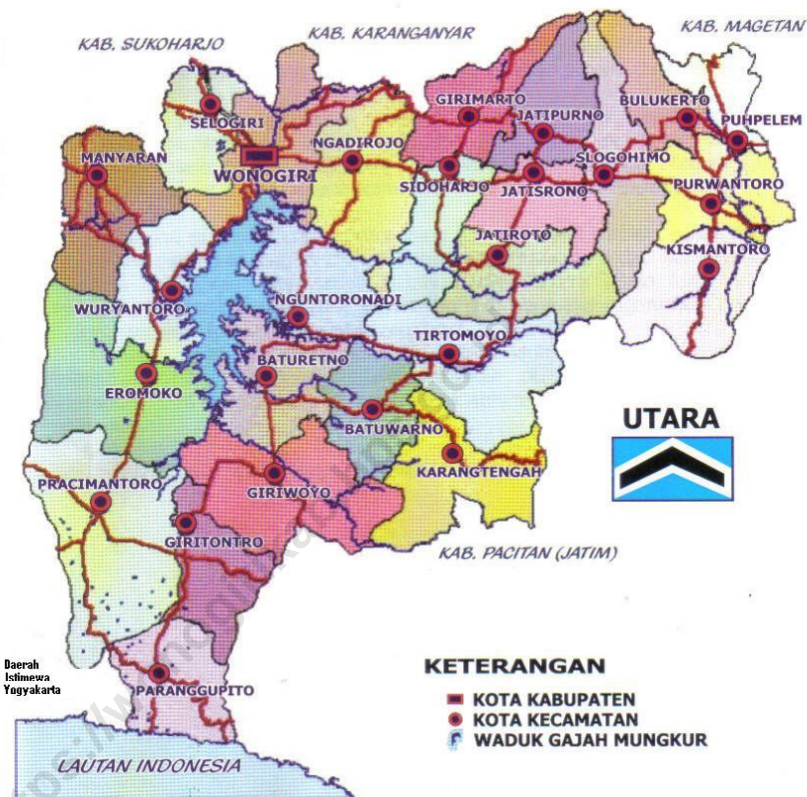 KAB. SUKOHARJO
KAB. KARANGANYAR
KAB. MAGETAN
SELOGIRI
GIRIMARTO
JATIPURNO
BULUKERTO
PUHPELEM
MANYARAN
WONOGIRI
NGADIROJO
SIDOHARJO
JATISRONO
SLOGOHIMO
PURWANTORO
JATIROTO
KISMANTORO
WURYANTORO
NGUNTORONADI
TIRTOMOYO
BATURETNO
EROMOKO
BATUWARNO
UTARA
KARANGTENGAH
PRACIMANTORO
GIRIWOYO
GIRITONTRO
KAB. PACITAN (JATIM)
Daerah
Istimewa
Yogyakarta
PARANGGUPITO
KETERANGAN
KOTA KABUPATEN
KOTA KECAMATAN
WADUK GAJAH MUNGKUR
LAUTAN INDONESIA